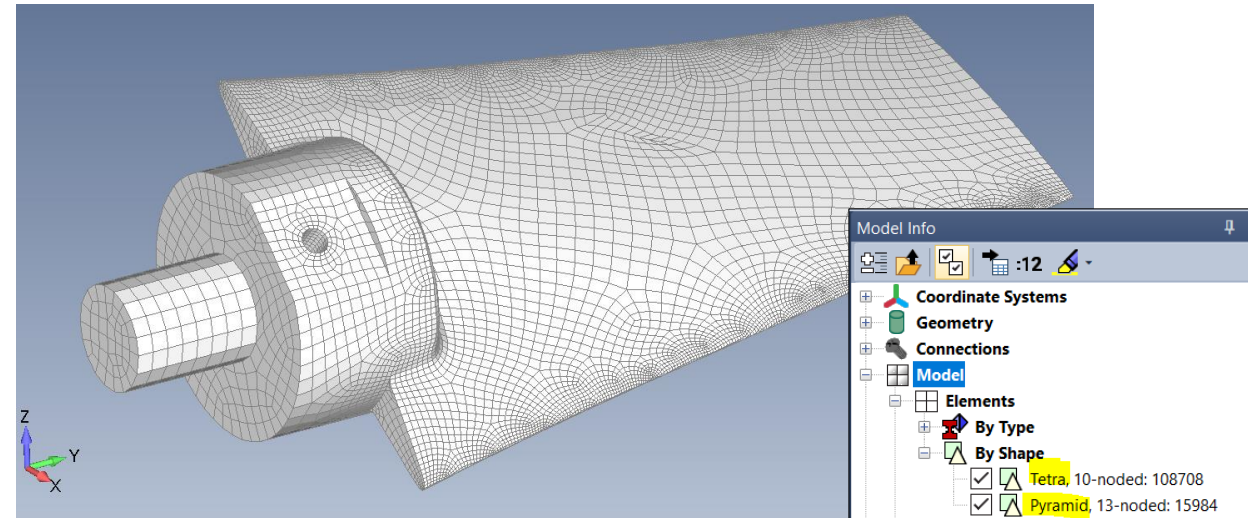 Model Info
:12
Coordinate Systems
Geometry
Connections
Model
Elements
By Type
By Shape
Tetra, 10-noded: 108708
Pyramid, 13-noded: 15984
Z
Y
X